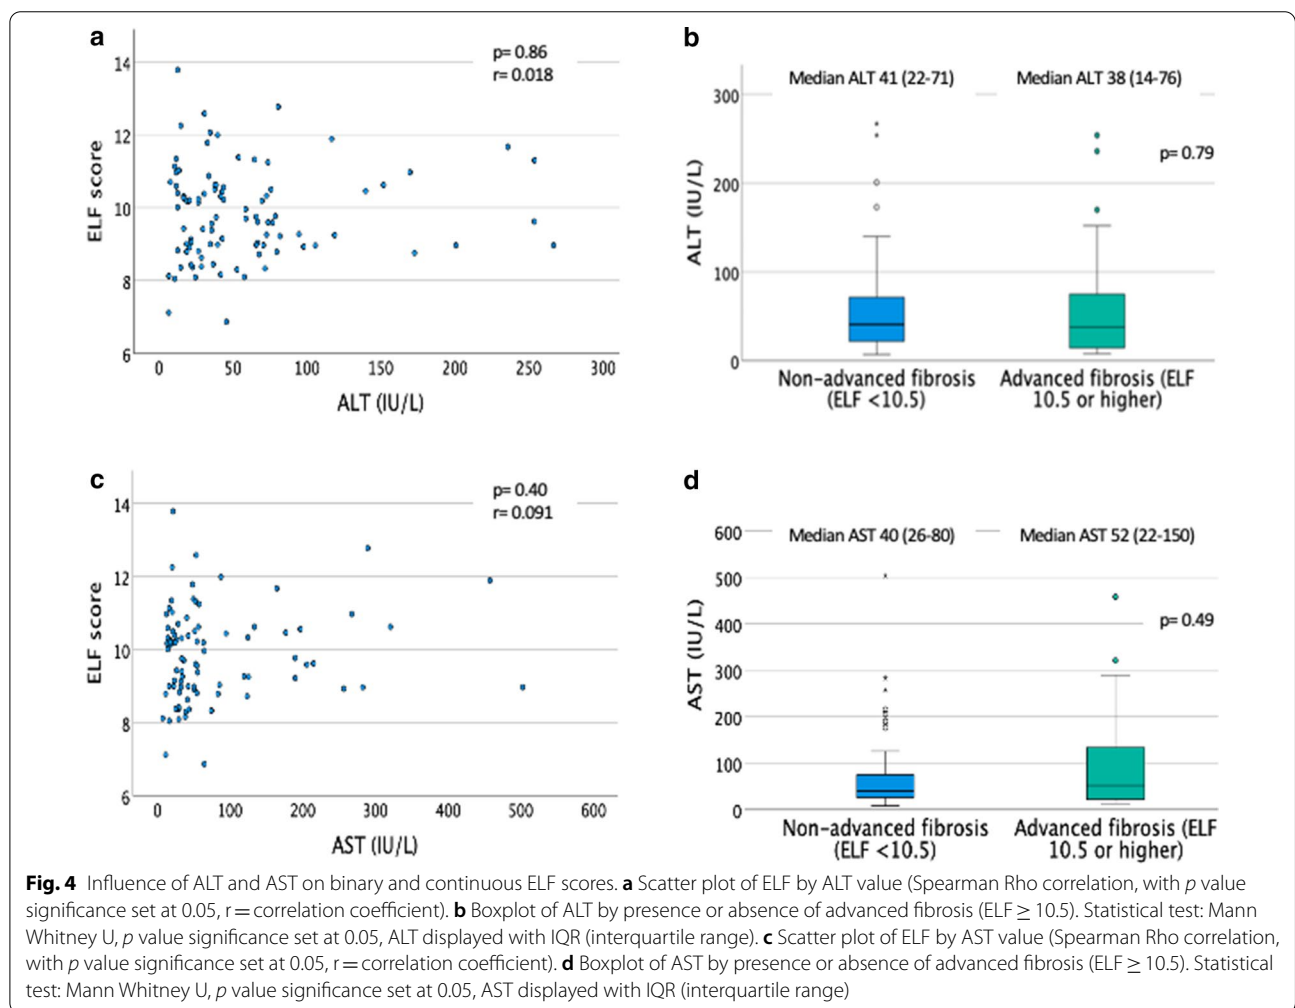 a
p= 0.86
r= 0.018
14
12
10
8
6
ELF score
0 50 100 150 200 250 300
ALT (IU/L)
b
Median ALT 41 (22-71) Median ALT 38 (14-76)
p= 0.79
300
200
100
0
ALT (IU/L)
Non-advanced fibrosis
(ELF <10.5)
Advanced fibrosis (ELF
10.5 or higher)
c
p= 0.40
r= 0.091
14
12
10
8
6
ELF score
0 100 200 300 400 500 600
AST (IU/L)
d
Median AST 40 (26-80) Median AST 52 (22-150)
p= 0.49
600
500
400
300
200
100
0
AST (IU/L)
Non-advanced fibrosis
(ELF <10.5)
Advanced fibrosis (ELF
10.5 or higher)
Fig. 4 Influence of ALT and AST on binary and continuous ELF scores. a Scatter plot of ELF by ALT value (Spearman Rho correlation, with p value
significance set at 0.05, r = correlation coefficient). b Boxplot of ALT by presence or absence of advanced fibrosis (ELF ≥ 10.5). Statistical test: Mann
Whitney U, p value significance set at 0.05, ALT displayed with IQR (interquartile range). c Scatter plot of ELF by AST value (Spearman Rho correlation,
with p value significance set at 0.05, r = correlation coefficient). d Boxplot of AST by presence or absence of advanced fibrosis (ELF ≥ 10.5). Statistical
test: Mann Whitney U, p value significance set at 0.05, AST displayed with IQR (interquartile range)